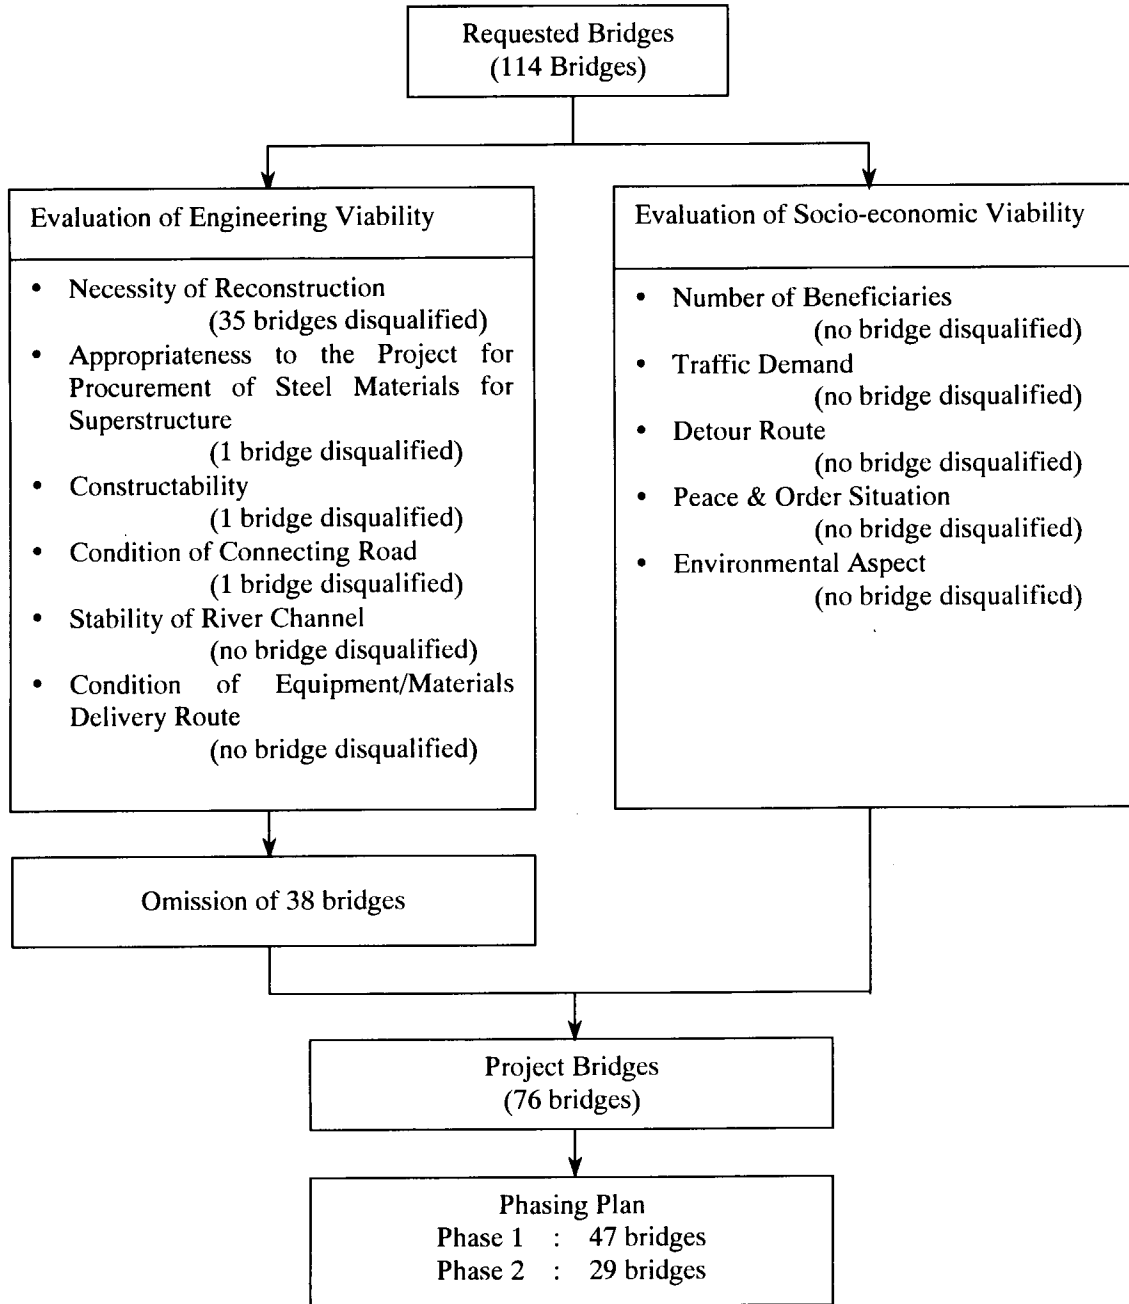 Requested Bridges
(114 Bridges)
Evaluation of Engineering Viability
• Necessity of Reconstruction
(35 bridges disqualified)
• Appropriateness to the Project for
Procurement of Steel Materials for
Superstructure
(1 bridge disqualified)
• Constructability
(1 bridge disqualified)
• Condition of Connecting Road
(1 bridge disqualified)
• Stability of River Channel
(no bridge disqualified)
• Condition of Equipment/Materials
Delivery Route
(no bridge disqualified)
Evaluation of Socio-economic Viability
• Number of Beneficiaries
(no bridge disqualified)
• Traffic Demand
(no bridge disqualified)
• Detour Route
(no bridge disqualified)
• Peace & Order Situation
(no bridge disqualified)
• Environmental Aspect
(no bridge disqualified)
Omission of 38 bridges
Project Bridges
(76 bridges)
Phasing Plan
Phase 1 : 47 bridges
Phase 2 : 29 bridges